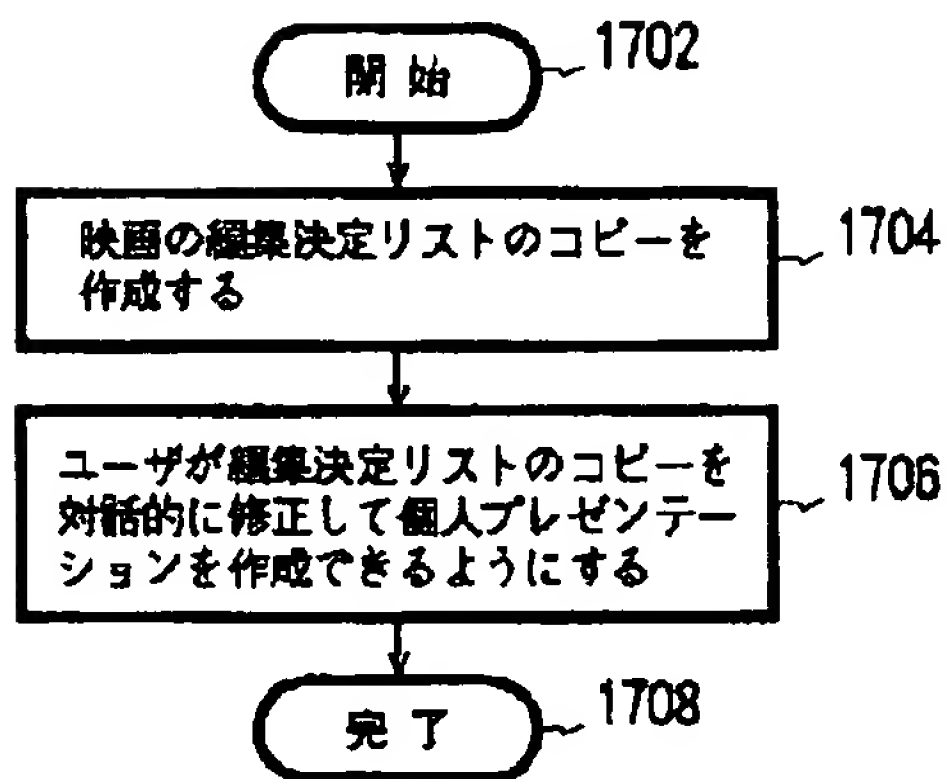 開始
1702
映画の編集決定リストのコピーを
作成する
1704
ユーザが編集決定リストのコピーを
対話的に修正して個人プレゼンテー
ションを作成できるようにする
1706
完了
1708